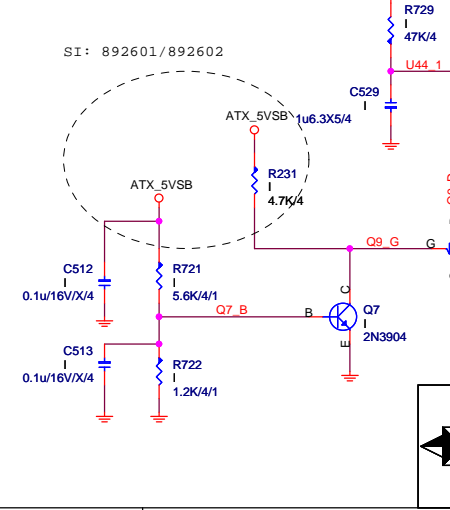 R729
I
47K/4
SI: 892601/892602
U44_1
C529
I
1u6.3X5/4
ATX_5VSB
R231
I
4.7K/4
ATX_5VSB
Q9_G
G
C512
I
0.1u/16V/X/4
R721
I
5.6K/4/1
C
Q7_B
B
Q7
I
2N3904
E
C513
I
0.1u/16V/X/4
R722
I
1.2K/4/1